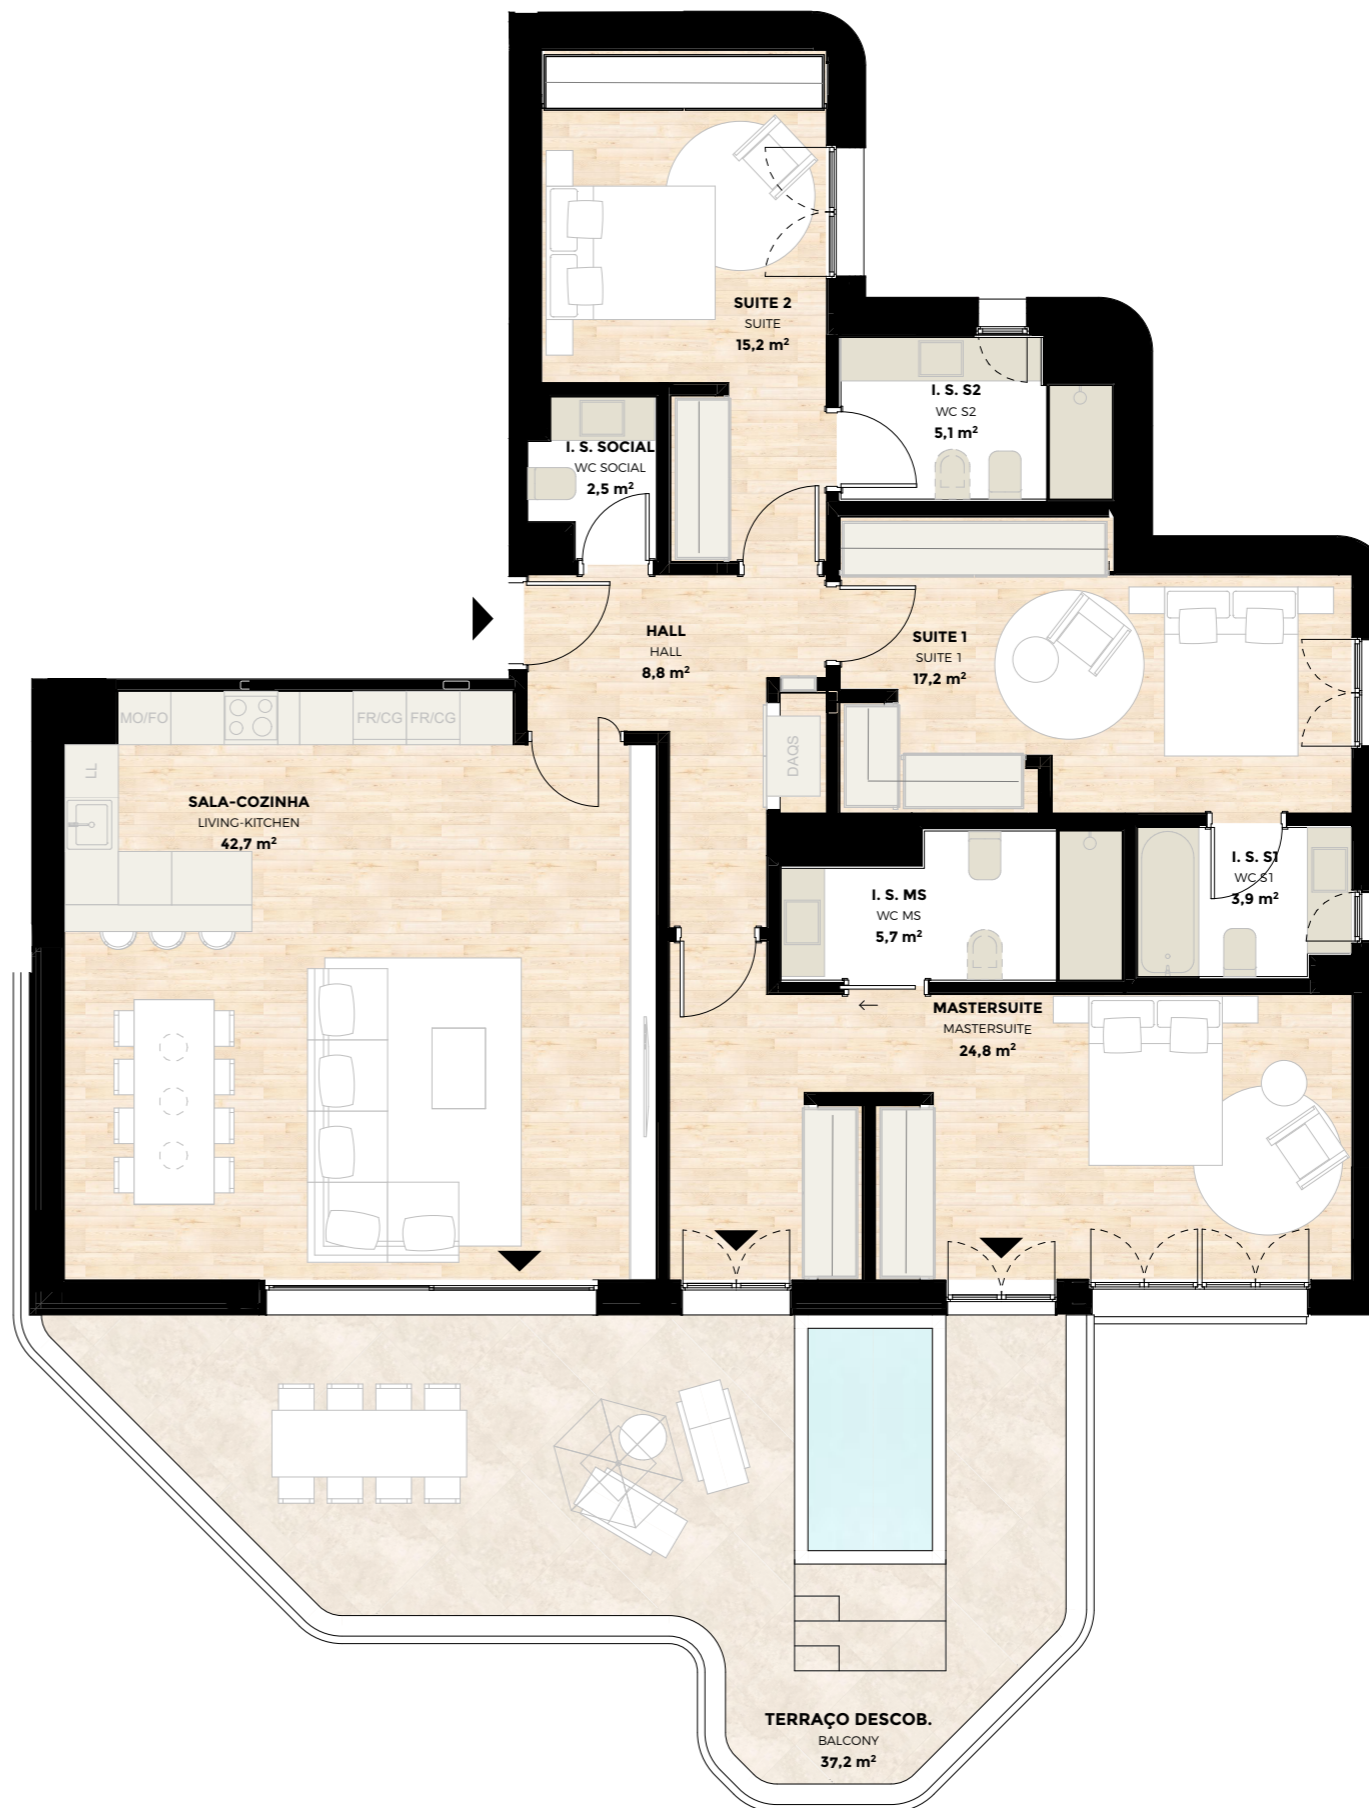 SUITE 2
SUITE
15,2 m²
I. S. S2
WC S2
5,1 m²
I. S. SOCIAL
WC SOCIAL
2,5 m²
HALL
HALL
8,8 m²
SUITE 1
SUITE 1
17,2 m²
MO/FO
FR/CG
FR/CG
LL
DAQS
SALA-COZINHA
LIVING-KITCHEN
42,7 m²
I. S. MS
WC MS
5,7 m²
I. S. S1
WC S1
3,9 m²
MASTERSUITE
MASTERSUITE
24,8 m²
TERRAÇO DESCOB.
BALCONY
37,2 m²